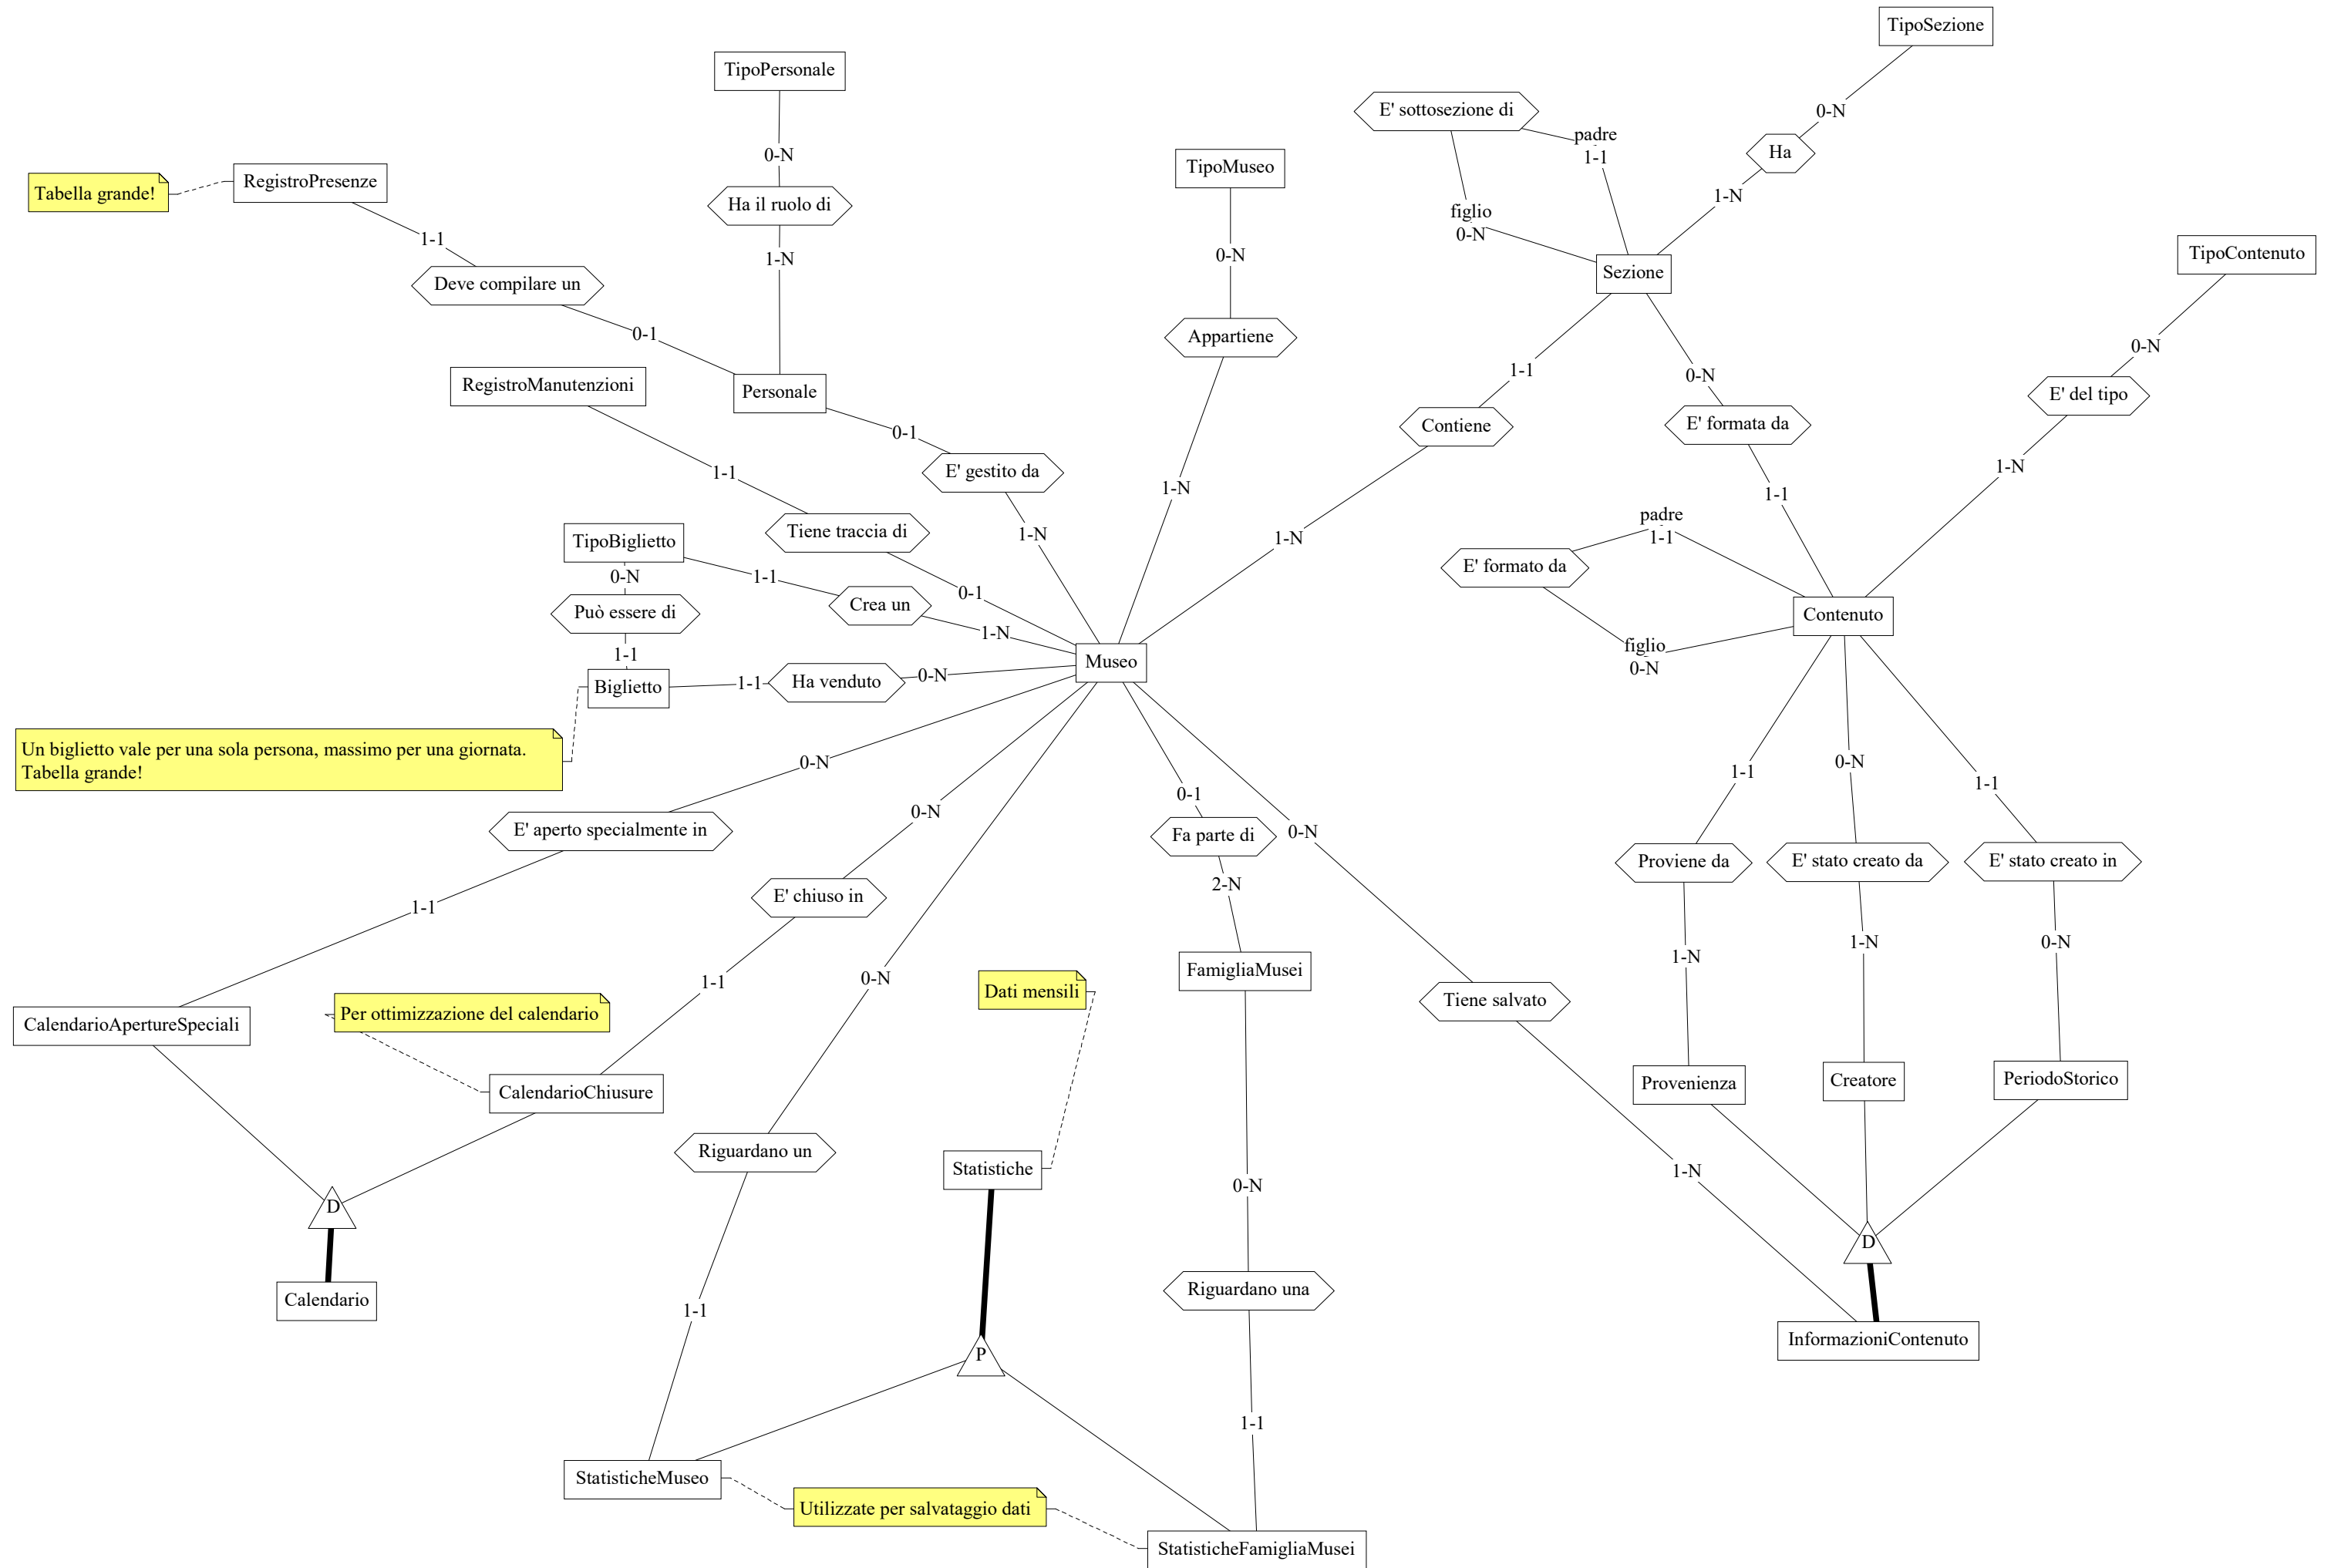 TipoSezione
TipoPersonale
E' sottosezione di
padre
1-1
0-N
Ha
TipoMuseo
0-N
Tabella grande!
RegistroPresenze
Ha il ruolo di
1-N
figlio
0-N
1-1
1-N
0-N
Sezione
TipoContenuto
Deve compilare un
0-1
Appartiene
0-N
RegistroManutenzioni
Personale
1-1
0-N
E' del tipo
0-1
Contiene
E' formata da
1-1
E' gestito da
1-N
1-N
1-1
1-N
Tiene traccia di
1-N
1-N
padre
1-1
TipoBiglietto
0-N
1-1
0-1
E' formato da
Può essere di
Crea un
Contenuto
1-1
1-N
figlio
0-N
Museo
Biglietto
1-1
Ha venduto
0-N
Un biglietto vale per una sola persona, massimo per una giornata.
Tabella grande!
0-N
0-N
0-1
1-1
0-N
1-1
E' aperto specialmente in
Fa parte di
0-N
Proviene da
E' stato creato da
E' stato creato in
E' chiuso in
2-N
1-1
1-N
1-N
0-N
1-1
0-N
FamigliaMusei
Dati mensili
Tiene salvato
CalendarioApertureSpeciali
Per ottimizzazione del calendario
CalendarioChiusure
Provenienza
Creatore
PeriodoStorico
Riguardano un
Statistiche
0-N
1-N
D
D
Calendario
1-1
Riguardano una
InformazioniContenuto
P
1-1
StatisticheMuseo
Utilizzate per salvataggio dati
StatisticheFamigliaMusei